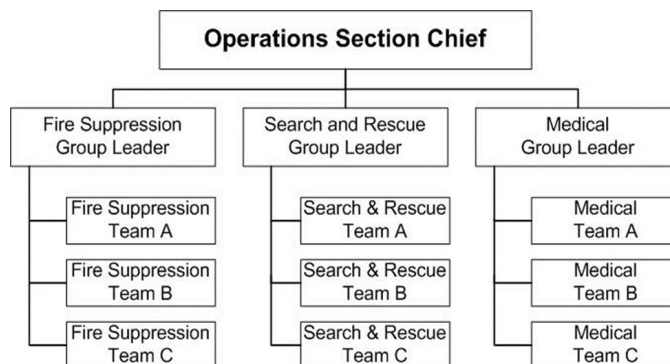 Operations Section Chief
Fire Suppression
Group Leader
Search and Rescue
Group Leader
Medical
Group Leader
Fire Suppression
Team A
Search & Rescue
Team A
Medical
Team A
Fire Suppression
Team B
Search & Rescue
Team B
Medical
Team B
Fire Suppression
Team C
Search & Rescue
Team C
Medical
Team C